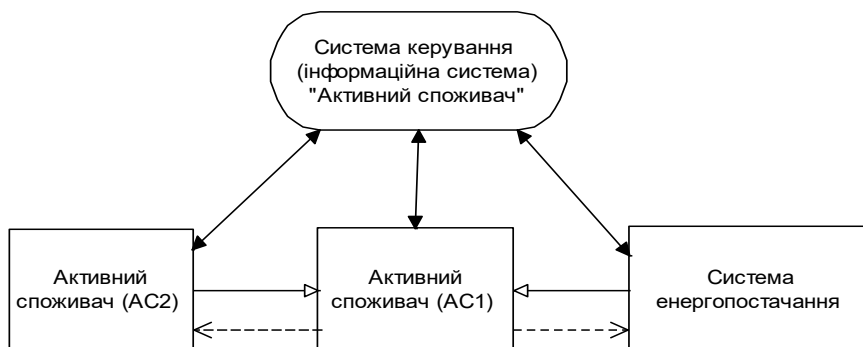 Система керування
(інформаційна система)
"Активний споживач"
Активний
споживач (АС2)
Активний
споживач (АС1)
Система
енергопостачання